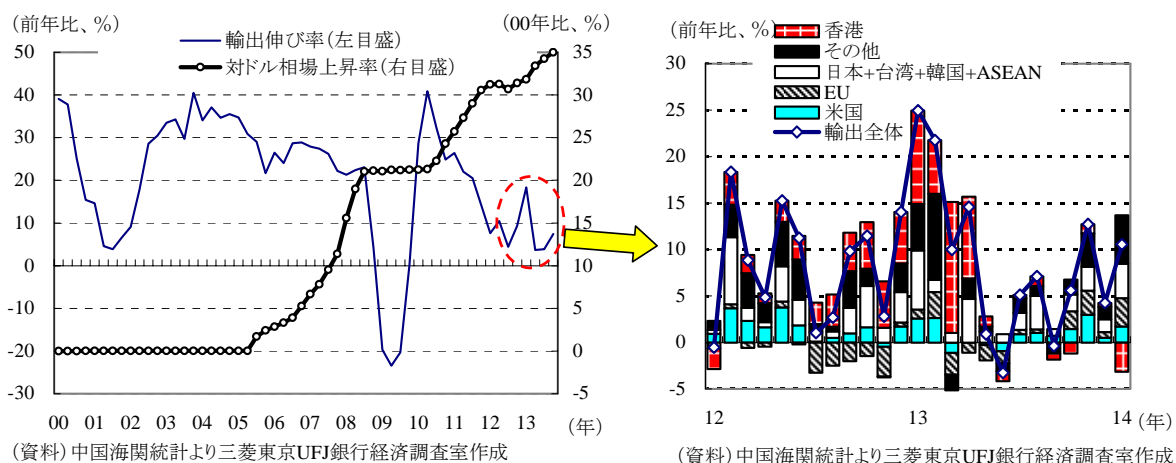 (前年比、%)
(00年比、%)
輸出伸び率(左目盛)
対ドル相場上昇率(右目盛)
50
40
30
20
10
0
-10
-20
-30
35
30
25
20
15
10
5
0
-5
00 01 02 03 04 05 06 07 08 09 10 11 12 13
(年)
(資料)中国海関統計より三菱東京UFJ銀行経済調査室作成
(前年比、%)
香港
その他
日本+台湾+韓国+ASEAN
EU
米国
輸出全体
30
25
20
15
10
5
0
-5
12 13 14
(年)
(資料)中国海関統計より三菱東京UFJ銀行経済調査室作成